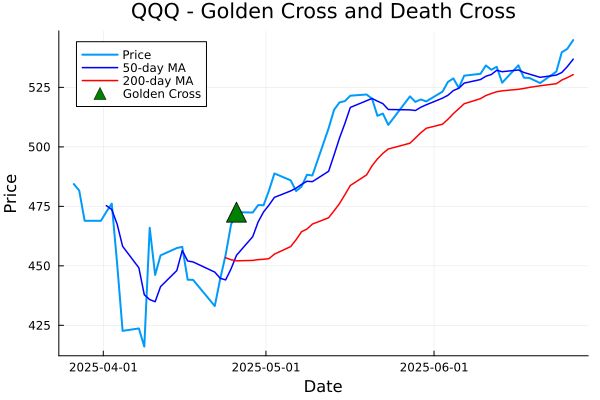 QQQ - Golden Cross and Death Cross
Price
50-day MA
200-day MA
Golden Cross
525
500
475
450
425
Price
2025-04-01
2025-05-01
2025-06-01
Date